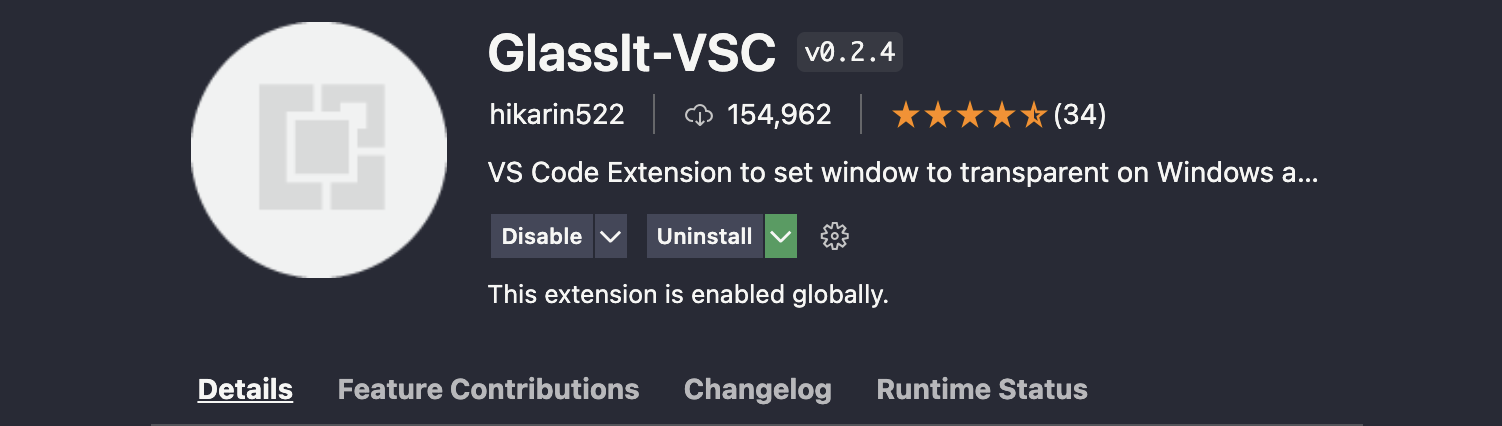 GlassIt-VSC v0.2.4
hikarin522 154,962 (34)
VS Code Extension to set window to transparent on Windows a...
Disable Uninstall
This extension is enabled globally.
Details Feature Contributions Changelog Runtime Status